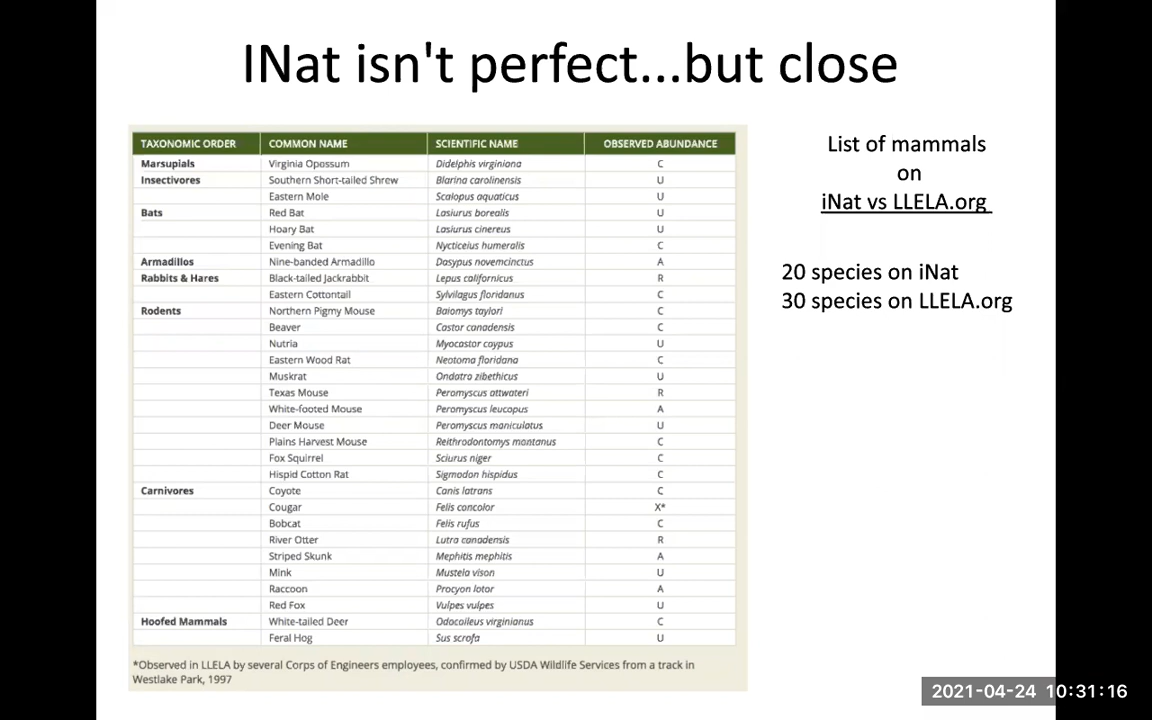 INat isn't perfect...but close
TAXONOMIC ORDER COMMON NAME SCIENTIFIC NAME OBSERVED ABUNDANCE
Marsupials Virginia Opossum Didelphis virginiana C
Insectivores Southern Short-tailed Shrew Blarina carolinensis U
Eastern Mole Scalopus aquaticus U
Bats Red Bat Lasiurus borealis U
Hoary Bat Lasiurus cinereus U
Evening Bat Nycticeius humeralis C
Armadillos Nine-banded Armadillo Dasypus novemcinctus A
Rabbits & Hares Black-tailed Jackrabbit Lepus californicus R
Eastern Cottontail Sylvilagus floridanus C
Rodents Northern Pigmy Mouse Baiomys taylori C
Beaver Castor canadensis C
Nutria Myocastor coypus U
Eastern Wood Rat Neotoma floridana C
Muskrat Ondatra zibethicus U
Texas Mouse Peromyscus attwateri R
White-footed Mouse Peromyscus leucopus A
Deer Mouse Peromyscus maniculatus U
Plains Harvest Mouse Reithrodontomys montanus C
Fox Squirrel Sciurus niger C
Hispid Cotton Rat Sigmodon hispidus C
Carnivores Coyote Canis latrans C
Cougar Felis concolor X*
Bobcat Felis rufus C
River Otter Lutra canadensis R
Striped Skunk Mephitis mephitis A
Mink Mustela vison U
Raccoon Procyon lotor A
Red Fox Vulpes vulpes U
Hoofed Mammals White-tailed Deer Odocoileus virginianus C
Feral Hog Sus scrofa U
*Observed in LLELA by several Corps of Engineers employees, confirmed by USDA Wildlife Services from a track in
Westlake Park, 1997
List of mammals
on
iNat vs LLELA.org
20 species on iNat
30 species on LLELA.org
2021-04-24 10:31:16